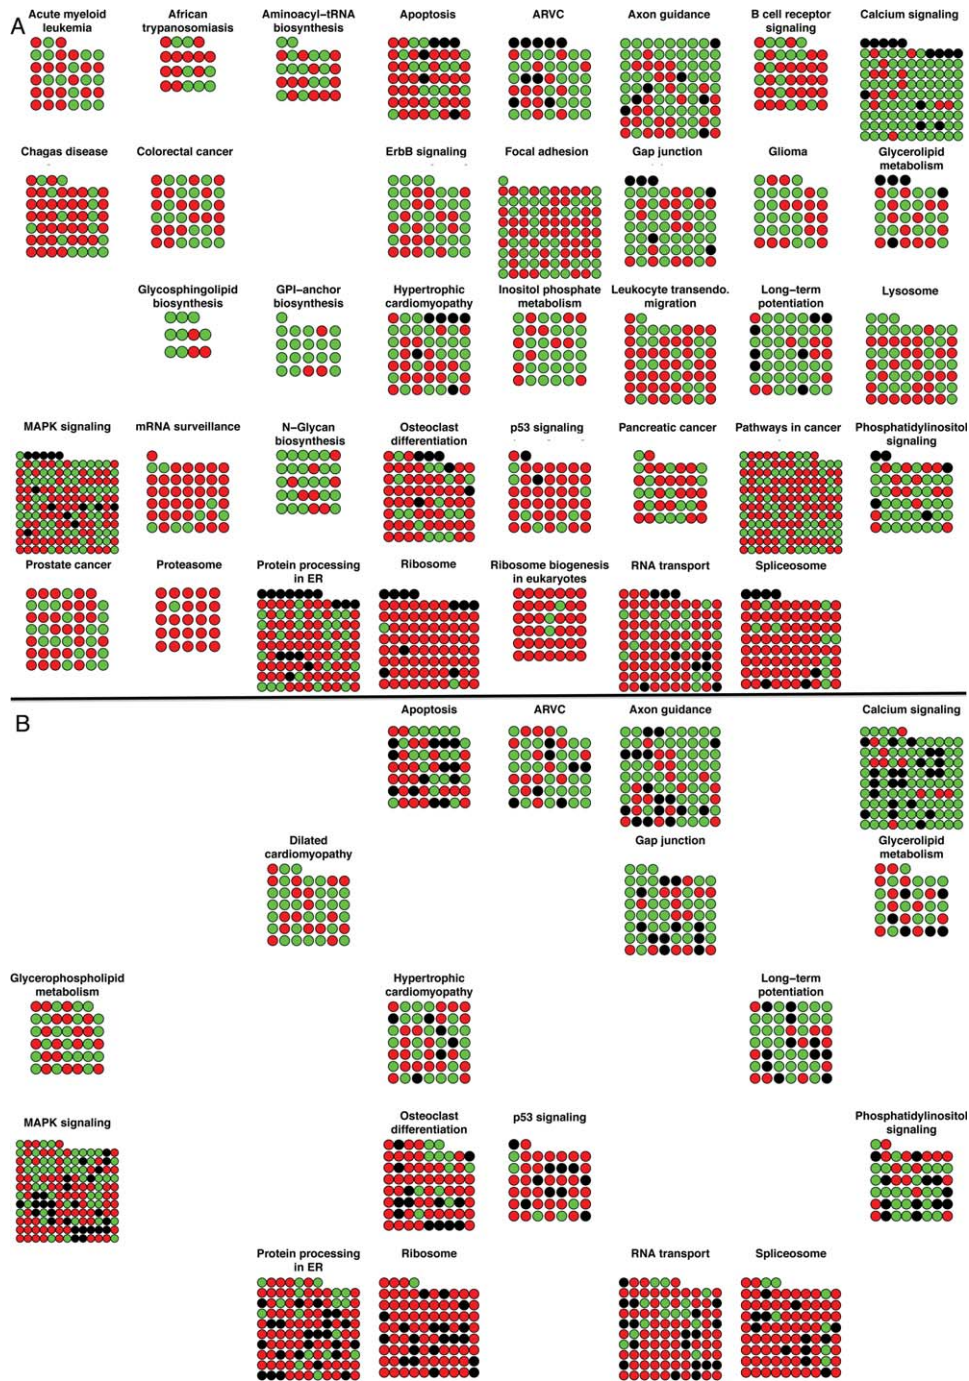 A
Acute myeloid
leukemia
African
trypanosomiasis
Aminoacyl–tRNA
biosynthesis
Apoptosis
ARVC
Axon guidance
B cell receptor
signaling
Calcium signaling
Chagas disease
Colorectal cancer
ErbB signaling
Focal adhesion
Gap junction
Glioma
Glycerolipid
metabolism
Glycosphingolipid
biosynthesis
GPI–anchor
biosynthesis
Hypertrophic
cardiomyopathy
Inositol phosphate
metabolism
Leukocyte transendo.
migration
Long–term
potentiation
Lysosome
MAPK signaling
mRNA surveillance
N–Glycan
biosynthesis
Osteoclast
differentiation
p53 signaling
Pancreatic cancer
Pathways in cancer
Phosphatidylinositol
signaling
Prostate cancer
Proteasome
Protein processing
in ER
Ribosome
Ribosome biogenesis
in eukaryotes
RNA transport
Spliceosome
B
Apoptosis
ARVC
Axon guidance
Calcium signaling
Dilated
cardiomyopathy
Gap junction
Glycerolipid
metabolism
Glycerophospholipid
metabolism
Hypertrophic
cardiomyopathy
Long–term
potentiation
MAPK signaling
Osteoclast
differentiation
p53 signaling
Phosphatidylinositol
signaling
Protein processing
in ER
Ribosome
RNA transport
Spliceosome